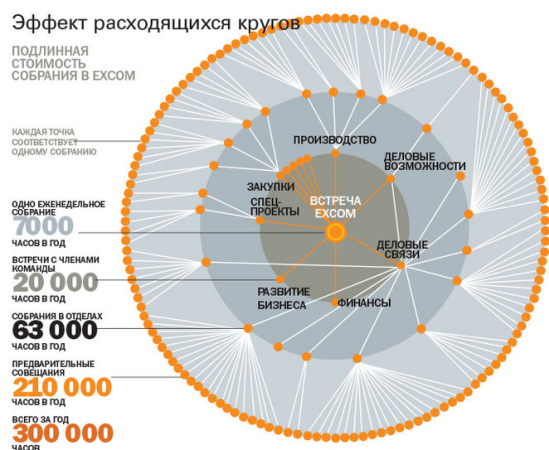 Эффект расходящихся кругов
ПОДЛИННАЯ
СТОИМОСТЬ
СОБРАНИЯ В EXCOM
КАЖДАЯ ТОЧКА
СООТВЕТСТВУЕТ
ОДНОМУ СОБРАНИЮ
ОДНО ЕЖЕНЕДЕЛЬНОЕ
СОБРАНИЕ
7000
ЧАСОВ В ГОД
ВСТРЕЧИ С ЧЛЕНАМИ
КОМАНДЫ
20 000
ЧАСОВ В ГОД
СОБРАНИЯ В ОТДЕЛАХ
63 000
ЧАСОВ В ГОД
ПРЕДВАРИТЕЛЬНЫЕ
СОВЕЩАНИЯ
210 000
ЧАСОВ В ГОД
ВСЕГО ЗА ГОД
300 000
ЧАСОВ
ПРОИЗВОДСТВО
ДЕЛОВЫЕ
ВОЗМОЖНОСТИ
ЗАКУПКИ
СПЕЦ-
ПРОЕКТЫ
ВСТРЕЧА
EXCOM
ДЕЛОВЫЕ
СВЯЗИ
РАЗВИТИЕ
БИЗНЕСА
ФИНАНСЫ